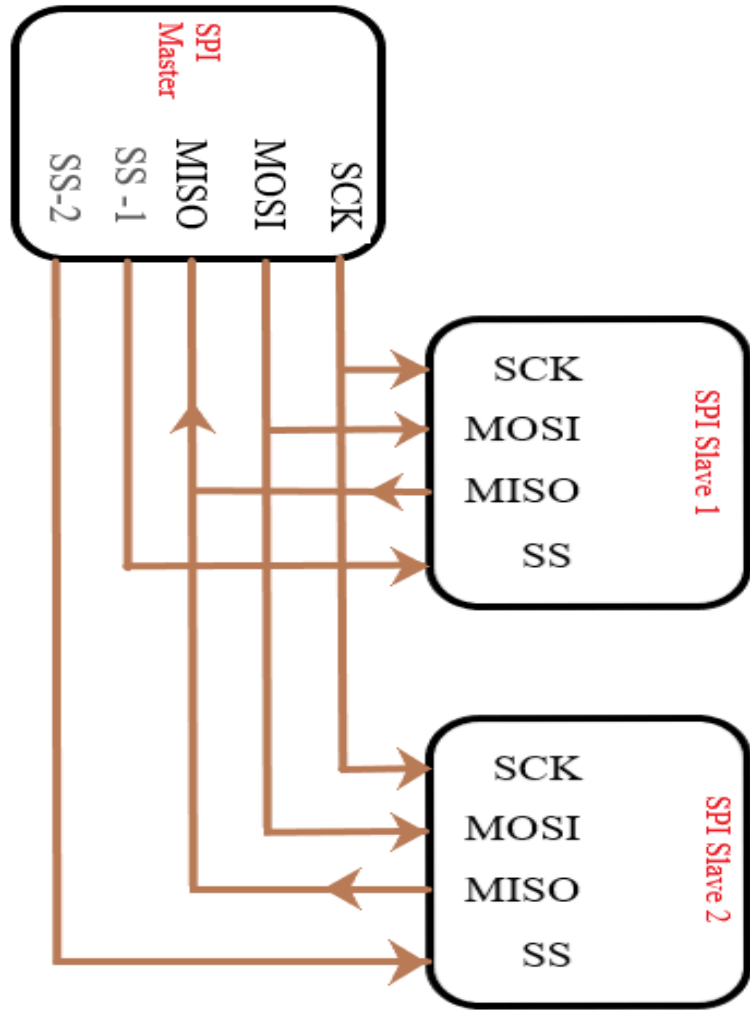 SPI
Master
SS-2
SS -1
MISO
MOSI
SCK
SCK
MOSI
MISO
SS
SPI Slave 1
SCK
MOSI
MISO
SS
SPI Slave 2